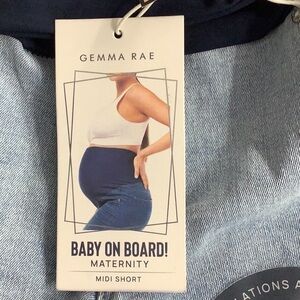 GEMMA RAE
BABY ON BOARD!
MATERNITY
MIDI SHORT